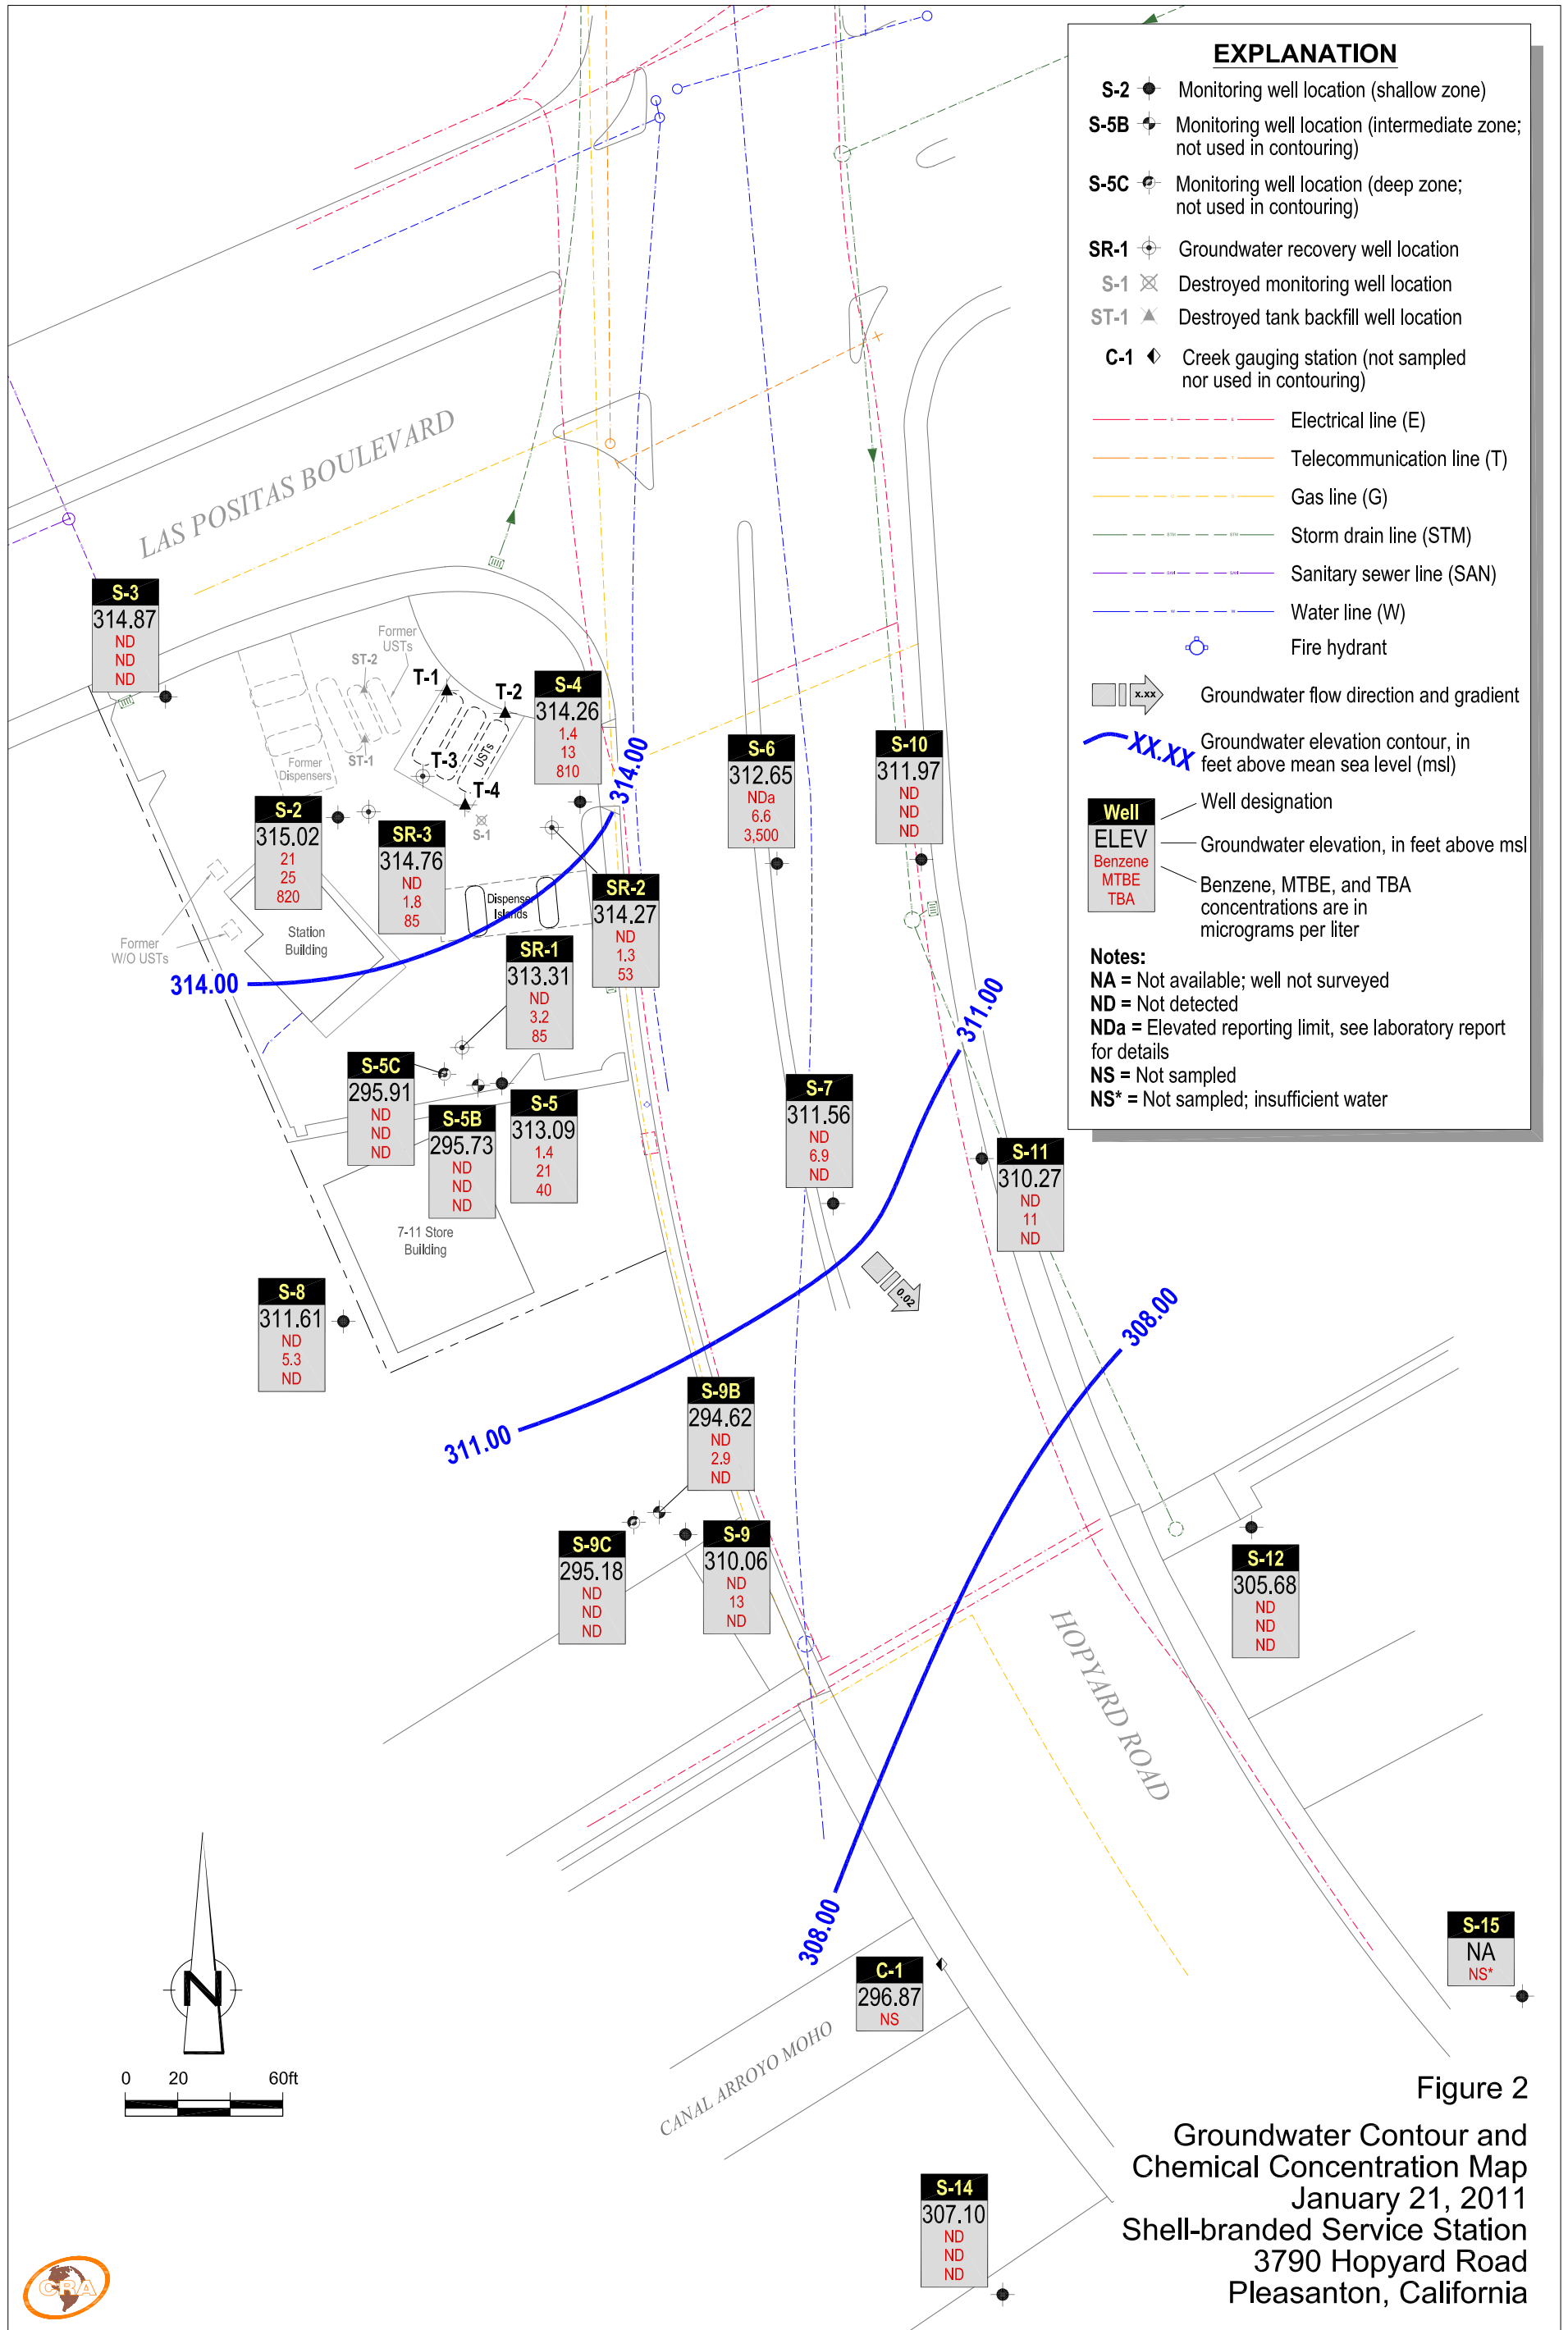 EXPLANATION
S-2 Monitoring well location (shallow zone)
S-5B Monitoring well location (intermediate zone;
not used in contouring)
S-5C Monitoring well location (deep zone;
not used in contouring)
SR-1 Groundwater recovery well location
S-1 Destroyed monitoring well location
ST-1 Destroyed tank backfill well location
C-1 Creek gauging station (not sampled
nor used in contouring)
Electrical line (E)
Telecommunication line (T)
Gas line (G)
Storm drain line (STM)
Sanitary sewer line (SAN)
Water line (W)
Fire hydrant
x.xx Groundwater flow direction and gradient
XX.XX Groundwater elevation contour, in
feet above mean sea level (msl)
Well
ELEV
Benzene
MTBE
TBA
Well designation
Groundwater elevation, in feet above msl
Benzene, MTBE, and TBA
concentrations are in
micrograms per liter
Notes:
NA = Not available; well not surveyed
ND = Not detected
NDa = Elevated reporting limit, see laboratory report
for details
NS = Not sampled
NS* = Not sampled; insufficient water
LAS POSITAS BOULEVARD
S-3
314.87
ND
ND
ND
Former
USTs
ST-2
ST-1
Former
Dispensers
T-1
T-2
T-3
T-4
USTs
S-1
S-4
314.26
1.4
13
810
314.00
S-6
312.65
NDa
6.6
3,500
S-10
311.97
ND
ND
ND
S-2
315.02
21
25
820
SR-3
314.76
ND
1.8
85
SR-2
314.27
ND
1.3
53
Dispenser
Islands
Station
Building
Former
W/O USTs
314.00
SR-1
313.31
ND
3.2
85
311.00
S-5C
295.91
ND
ND
ND
S-5B
295.73
ND
ND
ND
S-5
313.09
1.4
21
40
S-7
311.56
ND
6.9
ND
S-11
310.27
ND
11
ND
7-11 Store
Building
S-8
311.61
ND
5.3
ND
0.02
308.00
311.00
S-9B
294.62
ND
2.9
ND
S-9C
295.18
ND
ND
ND
S-9
310.06
ND
13
ND
S-12
305.68
ND
ND
ND
HOPYARD ROAD
308.00
S-15
NA
NS*
C-1
296.87
NS
CANAL ARROYO MOHO
N
0 20 60ft
S-14
307.10
ND
ND
ND
Figure 2
Groundwater Contour and
Chemical Concentration Map
January 21, 2011
Shell-branded Service Station
3790 Hopyard Road
Pleasanton, California
CRA